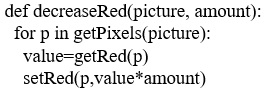 def decreaseRed(picture, amount):
for p in getPixels(picture):
value=getRed(p)
setRed(p,value*amount)